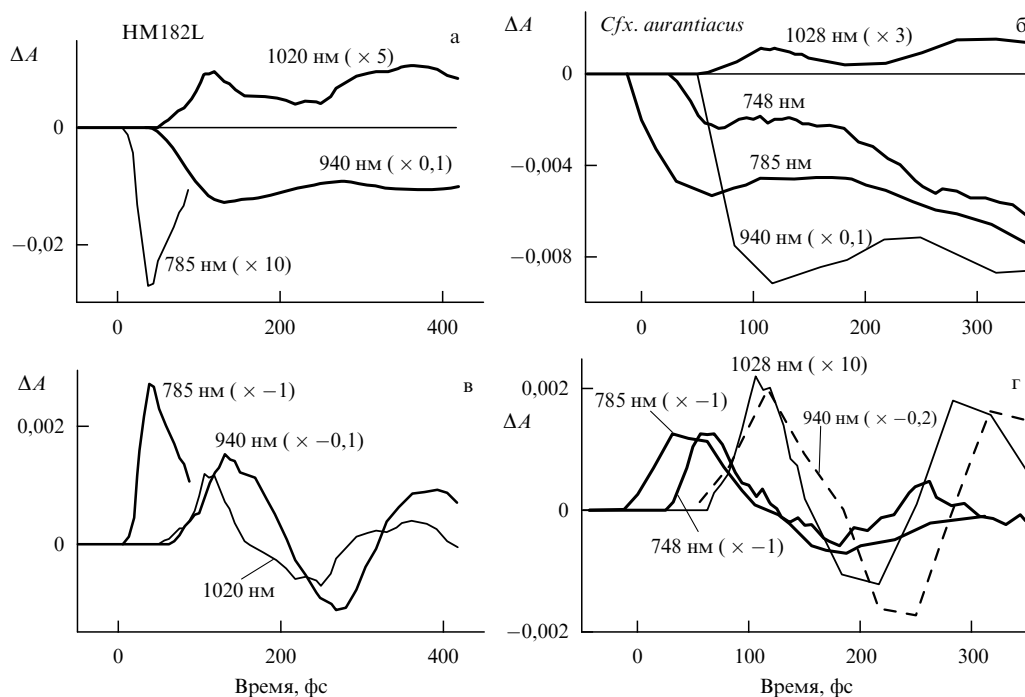 HM182L
а
ΔA
1020 нм ( × 5)
0
940 нм ( × 0,1)
−0,02
785 нм ( × 10)
0
200
400
Cfx. aurantiacus
б
ΔA
1028 нм ( × 3)
0
748 нм
−0,004
785 нм
940 нм ( × 0,1)
−0,008
0
100
200
300
в
ΔA
785 нм ( × −1)
0,002
940 нм ( × −0,1)
0
1020 нм
0
200
400
Время, фс
г
1028 нм ( × 10)
0,002
785 нм ( × −1)
940 нм ( × −0,2)
ΔA
0
748 нм ( × −1)
−0,002
0
100
200
300
Время, фс